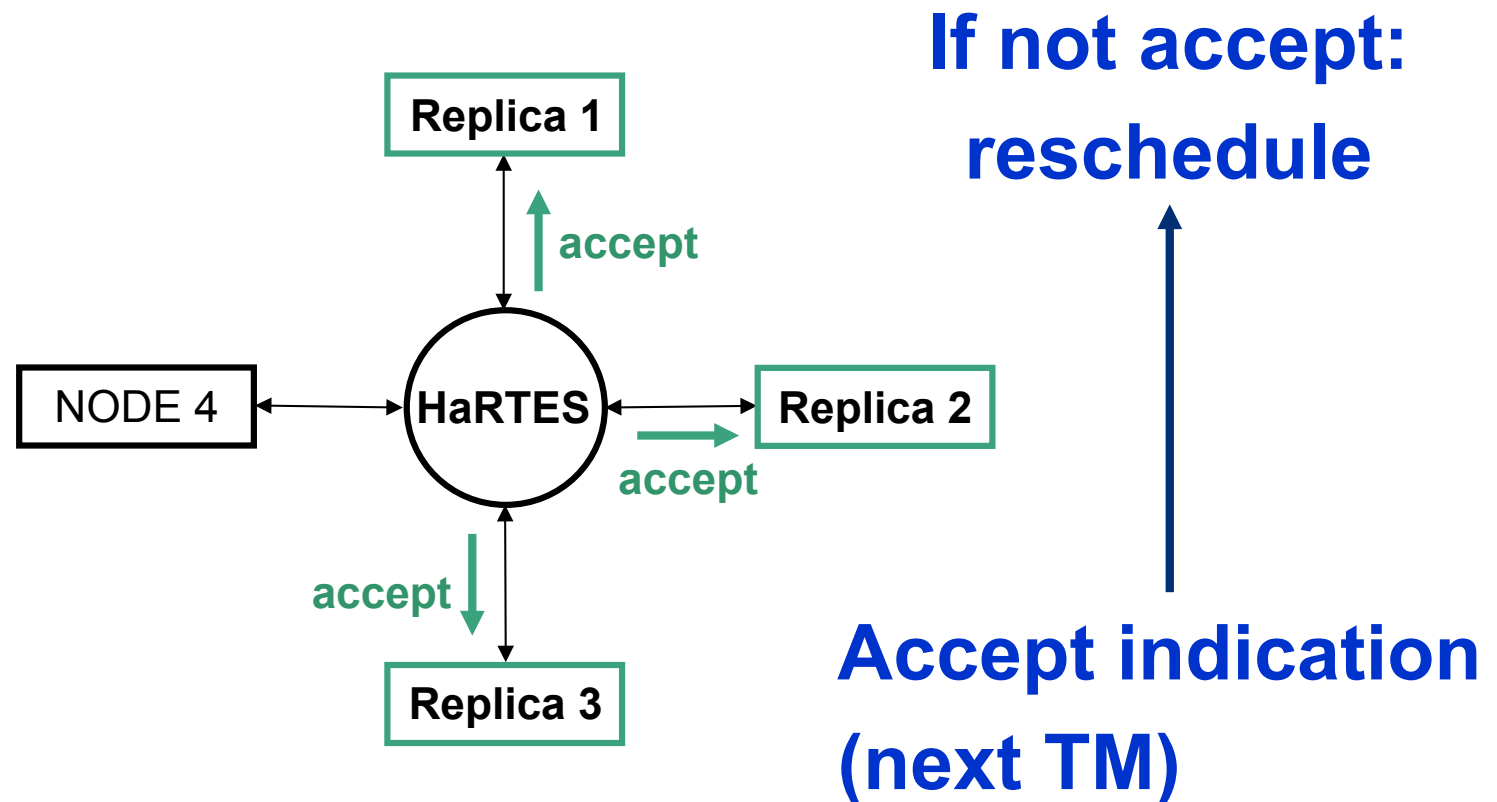 If not accept:
reschedule
Replica 1
accept
NODE 4
HaRTES
Replica 2
accept
accept
Replica 3
Accept indication
(next TM)